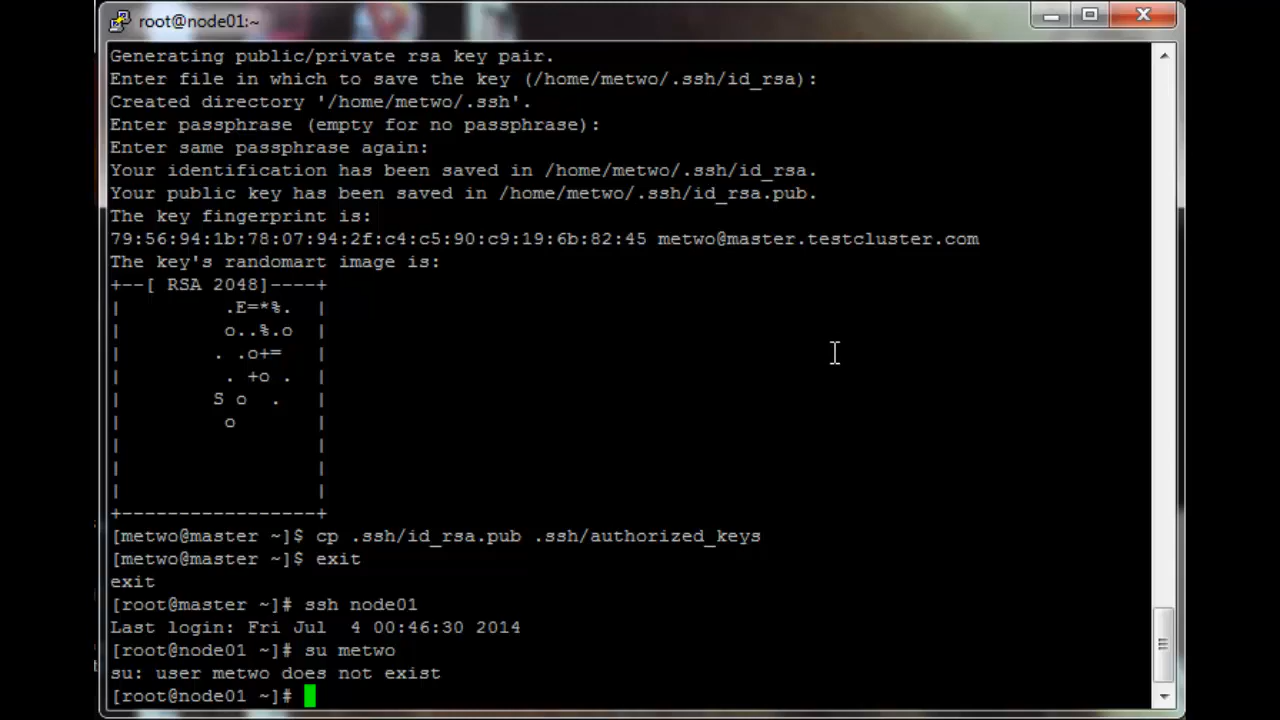 root@node01:~
Generating public/private rsa key pair.
Enter file in which to save the key (/home/metwo/.ssh/id_rsa):
Created directory '/home/metwo/.ssh'.
Enter passphrase (empty for no passphrase):
Enter same passphrase again:
Your identification has been saved in /home/metwo/.ssh/id_rsa.
Your public key has been saved in /home/metwo/.ssh/id_rsa.pub.
The key fingerprint is:
79:56:94:1b:78:07:94:2f:c4:c5:90:c9:19:6b:82:45 metwo@master.testcluster.com
The key's randomart image is:
+--[ RSA 2048]----+
|         .E=*%.  |
|         o..%.o  |
|        . .o+=   |
|         . +o .  |
|        S o  .   |
|         o       |
|                 |
|                 |
|                 |
+-----------------+
[metwo@master ~]$ cp .ssh/id_rsa.pub .ssh/authorized_keys
[metwo@master ~]$ exit
exit
[root@master ~]# ssh node01
Last login: Fri Jul  4 00:46:30 2014
[root@node01 ~]# su metwo
su: user metwo does not exist
[root@node01 ~]#